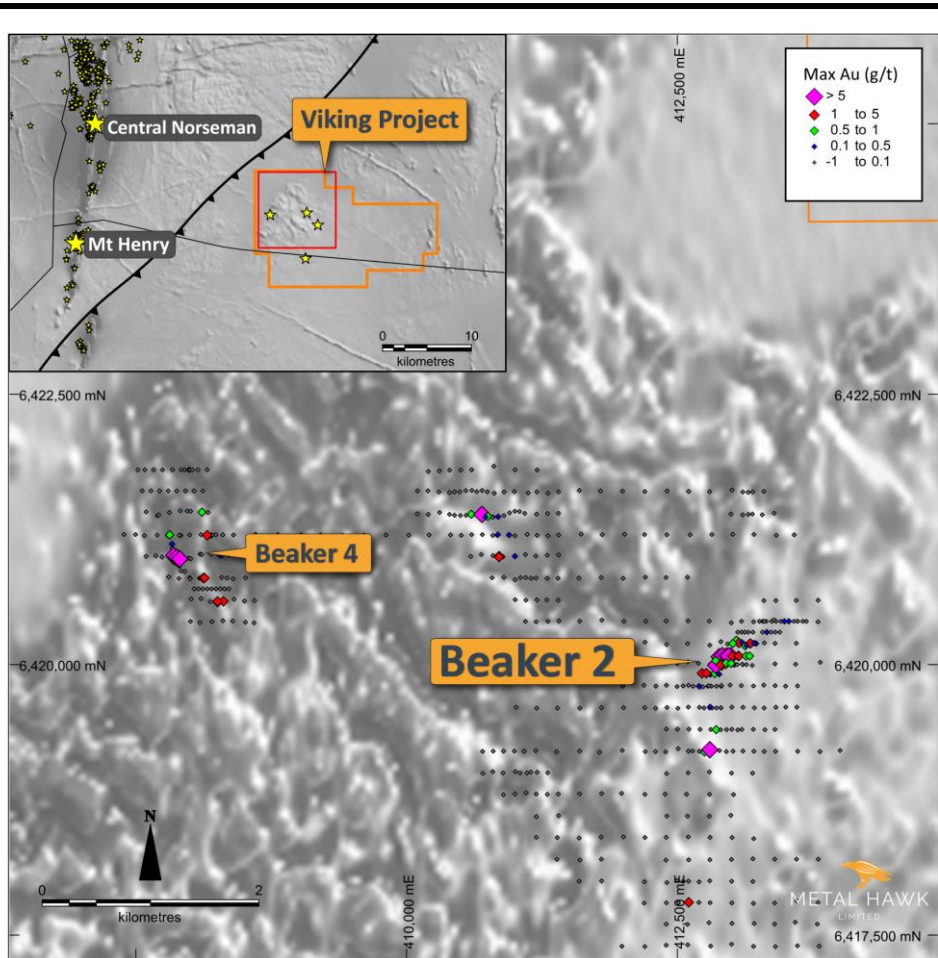 Central Norseman
Mt Henry
Viking Project
0 10
kilometres
412,500 mE
Max Au (g/t)
> 5
1 to 5
0.5 to 1
0.1 to 0.5
-1 to 0.1
6,422,500 mN
6,422,500 mN
Beaker 4
Beaker 2
6,420,000 mN
6,420,000 mN
N
0 2
kilometres
410,000 mE
412,500 mE
METAL HAWK
LIMITED
6,417,500 mN